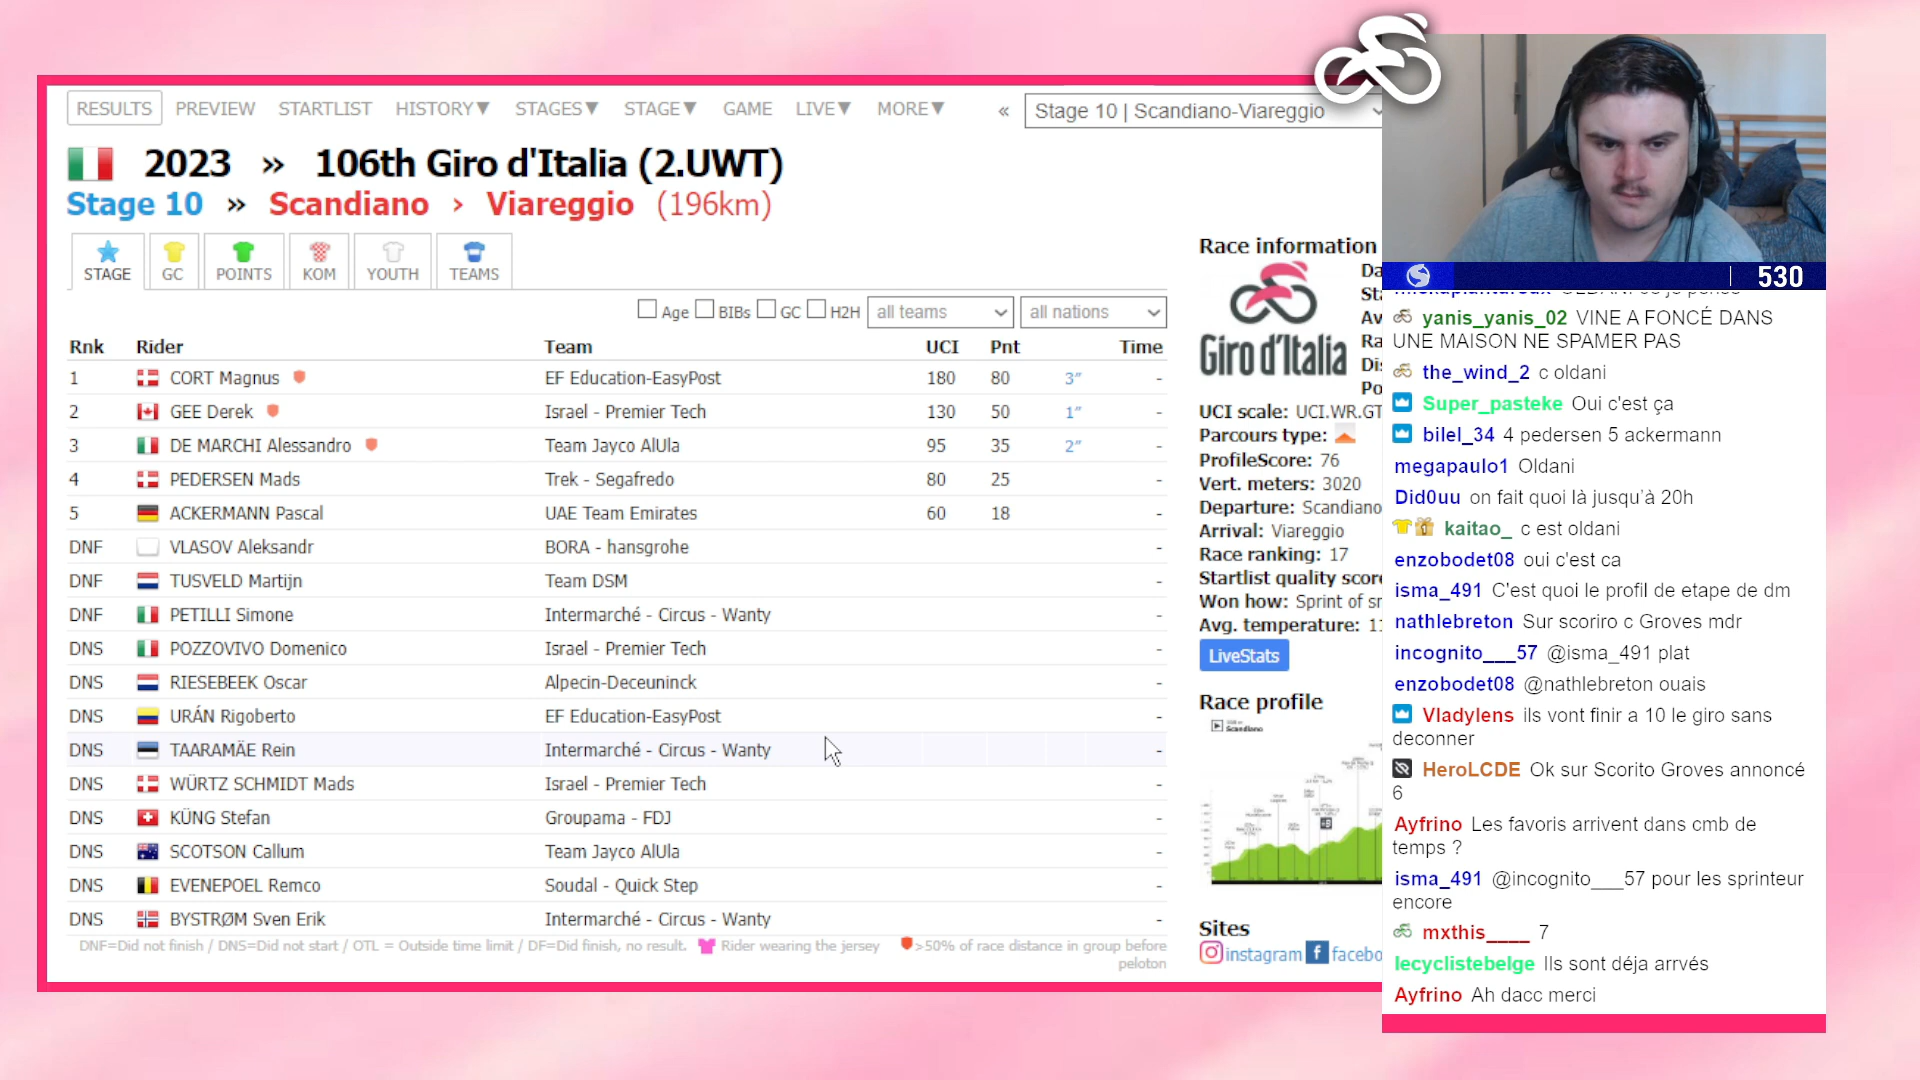 RESULTS PREVIEW STARTLIST HISTORY▼ STAGES▼ STAGE▼ GAME LIVE▼ MORE▼ « Stage 10 | Scandiano-Viareggio
2023 » 106th Giro d'Italia (2.UWT)
Stage 10 » Scandiano › Viareggio (196km)
STAGE GC POINTS KOM YOUTH TEAMS
Age BIBs GC H2H all teams all nations
Rnk Rider Team UCI Pnt Time
1 CORT Magnus EF Education-EasyPost 180 80 3″ -
2 GEE Derek Israel - Premier Tech 130 50 1″ -
3 DE MARCHI Alessandro Team Jayco AlUla 95 35 2″ -
4 PEDERSEN Mads Trek - Segafredo 80 25 -
5 ACKERMANN Pascal UAE Team Emirates 60 18 -
DNF VLASOV Aleksandr BORA - hansgrohe -
DNF TUSVELD Martijn Team DSM -
DNF PETILLI Simone Intermarché - Circus - Wanty -
DNS POZZOVIVO Domenico Israel - Premier Tech -
DNS RIESEBEEK Oscar Alpecin-Deceuninck -
DNS URÁN Rigoberto EF Education-EasyPost -
DNS TAARAMÄE Rein Intermarché - Circus - Wanty -
DNS WÜRTZ SCHMIDT Mads Israel - Premier Tech -
DNS KÜNG Stefan Groupama - FDJ -
DNS SCOTSON Callum Team Jayco AlUla -
DNS EVENEPOEL Remco Soudal - Quick Step -
DNS BYSTRØM Sven Erik Intermarché - Circus - Wanty -
DNF=Did not finish / DNS=Did not start / OTL = Outside time limit / DF=Did finish, no result. Rider wearing the jersey >50% of race distance in group before
peloton
Race information
Giro d'Italia
Da
Sta
Av
Ra
Dis
Po
UCI scale: UCI.WR.GT
Parcours type:
ProfileScore: 76
Vert. meters: 3020
Departure: Scandiano
Arrival: Viareggio
Race ranking: 17
Startlist quality score
Won how: Sprint of sr
Avg. temperature: 11
LiveStats
Race profile
Scandiano
Sites
instagram facebo
530
yanis_yanis_02 VINE A FONCÉ DANS
UNE MAISON NE SPAMER PAS
the_wind_2 c oldani
Super_pasteke Oui c'est ça
bilel_34 4 pedersen 5 ackermann
megapaulo1 Oldani
Did0uu on fait quoi là jusqu'à 20h
kaitao_ c est oldani
enzobodet08 oui c'est ca
isma_491 C'est quoi le profil de etape de dm
nathlebreton Sur scoriro c Groves mdr
incognito___57 @isma_491 plat
enzobodet08 @nathlebreton ouais
Vladylens ils vont finir a 10 le giro sans
deconner
HeroLCDE Ok sur Scorito Groves annoncé
6
Ayfrino Les favoris arrivent dans cmb de
temps ?
isma_491 @incognito___57 pour les sprinteur
encore
mxthis____ 7
lecyclistebelge Ils sont déja arrvés
Ayfrino Ah dacc merci